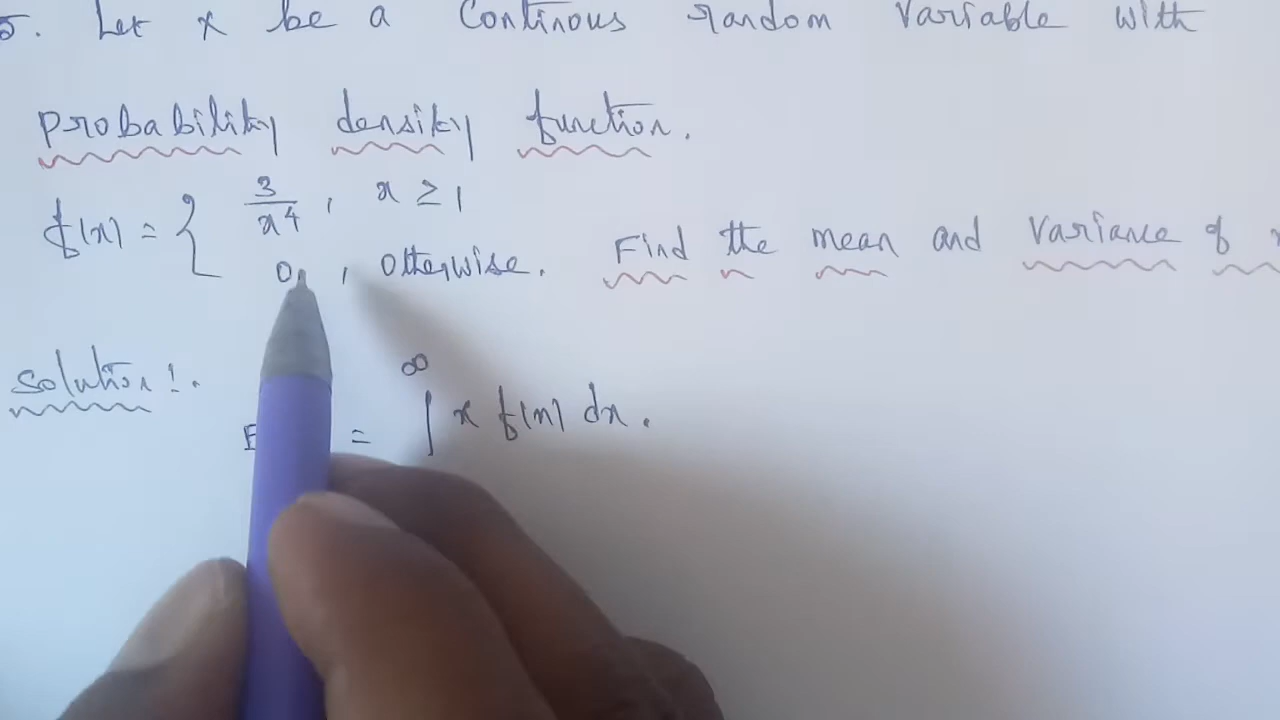 5. Let x be a Continous random variable with
probability density function.
f(x) = { 3/x⁴ , x ≥ 1
0 , otherwise. Find the mean and variance of
Solution :.
E = ∫ ∞ x f(x) dx .